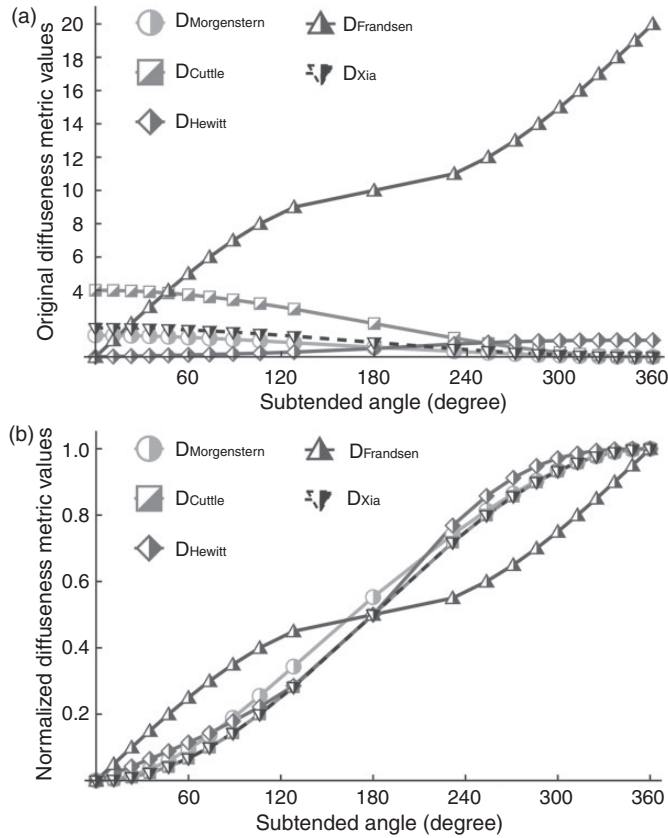 (a)
Original diffuseness metric values
20
18
16
14
12
10
8
6
4
DMorgenstern
DCuttle
DHewitt
DFrandsen
DXia
60 120 180 240 300 360
Subtended angle (degree)
(b)
Normalized diffuseness metric values
1.0
0.8
0.6
0.4
0.2
DMorgenstern
DCuttle
DHewitt
DFrandsen
DXia
60 120 180 240 300 360
Subtended angle (degree)